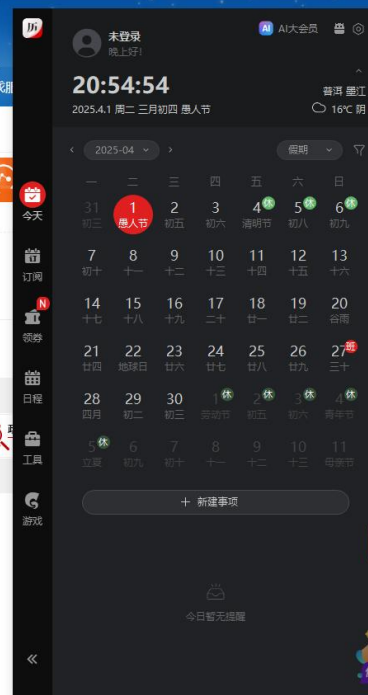 未登录
晚上好!
AI AI大会员
20:54:54
2025.4.1 周二 三月初四 愚人节
普洱 墨江
16℃ 阴
2025-04
假期
一 二 三 四 五 六 日
31 1 2 3 4休 5休 6休
初三 愚人节 初五 初六 清明节 初八 初九
7 8 9 10 11 12 13
初十 十一 十二 十三 十四 十五 十六
14 15 16 17 18 19 20
十七 十八 十九 二十 廿一 廿二 谷雨
21 22 23 24 25 26 27班
廿四 地球日 廿六 廿七 廿八 廿九 三十
28 29 30 1休 2休 3休 4休
四月 初二 初三 劳动节 初五 初六 青年节
5休 6 7 8 9 10 11
立夏 初九 初十 十一 十二 十三 母亲节
+ 新建事项
今日暂无提醒
今天
17
订阅
N
领券
日程
工具
游戏